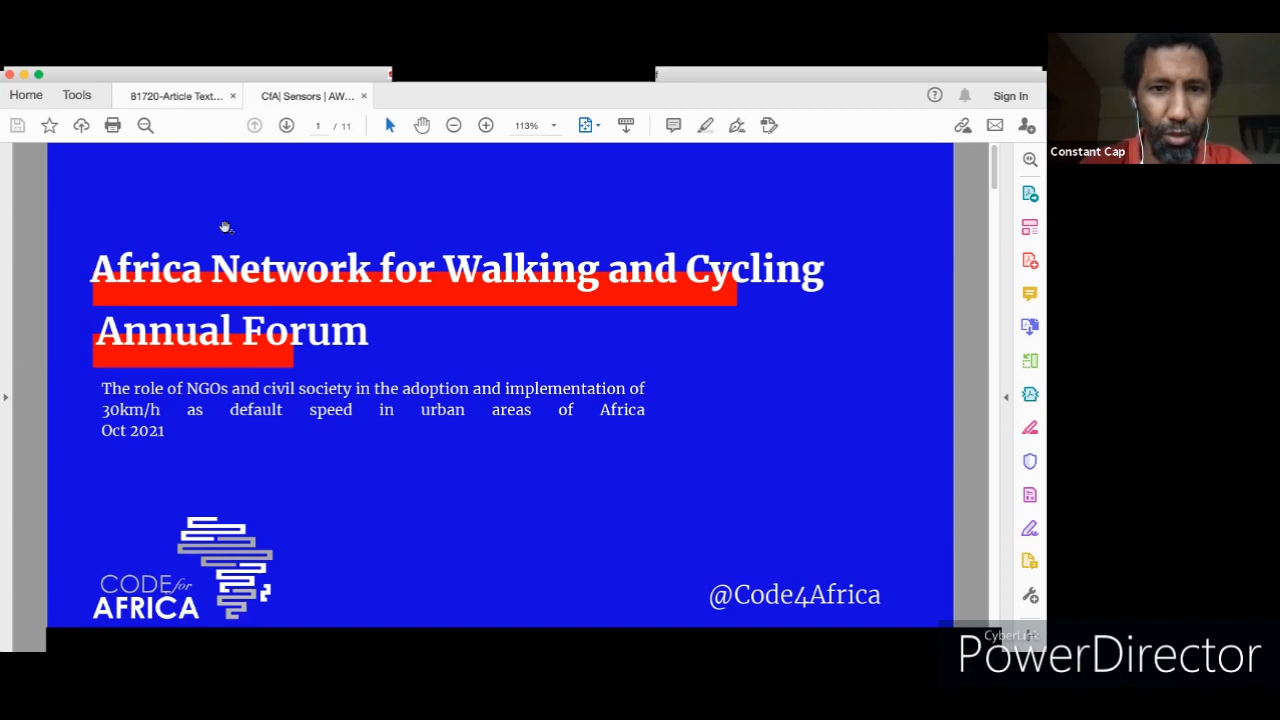 Home
Tools
81720-Article Text...
CfA| Sensors | AW...
Sign In
1 / 11
113%
Constant Cap
Africa Network for Walking and Cycling
Annual Forum
The role of NGOs and civil society in the adoption and implementation of
30km/h as default speed in urban areas of Africa
Oct 2021
CODE for
AFRICA
@Code4Africa
CyberLink
PowerDirector